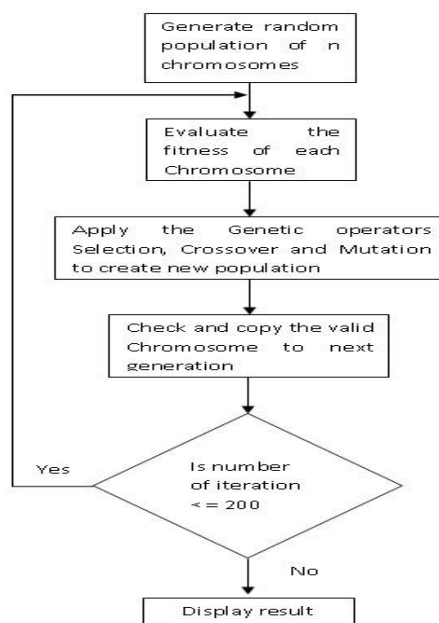 Generate random
population of n
chromosomes
Evaluate the
fitness of each
Chromosome
Apply the Genetic operators
Selection, Crossover and Mutation
to create new population
Check and copy the valid
Chromosome to next
generation
Is number
of iteration
<= 200
Yes
No
Display result